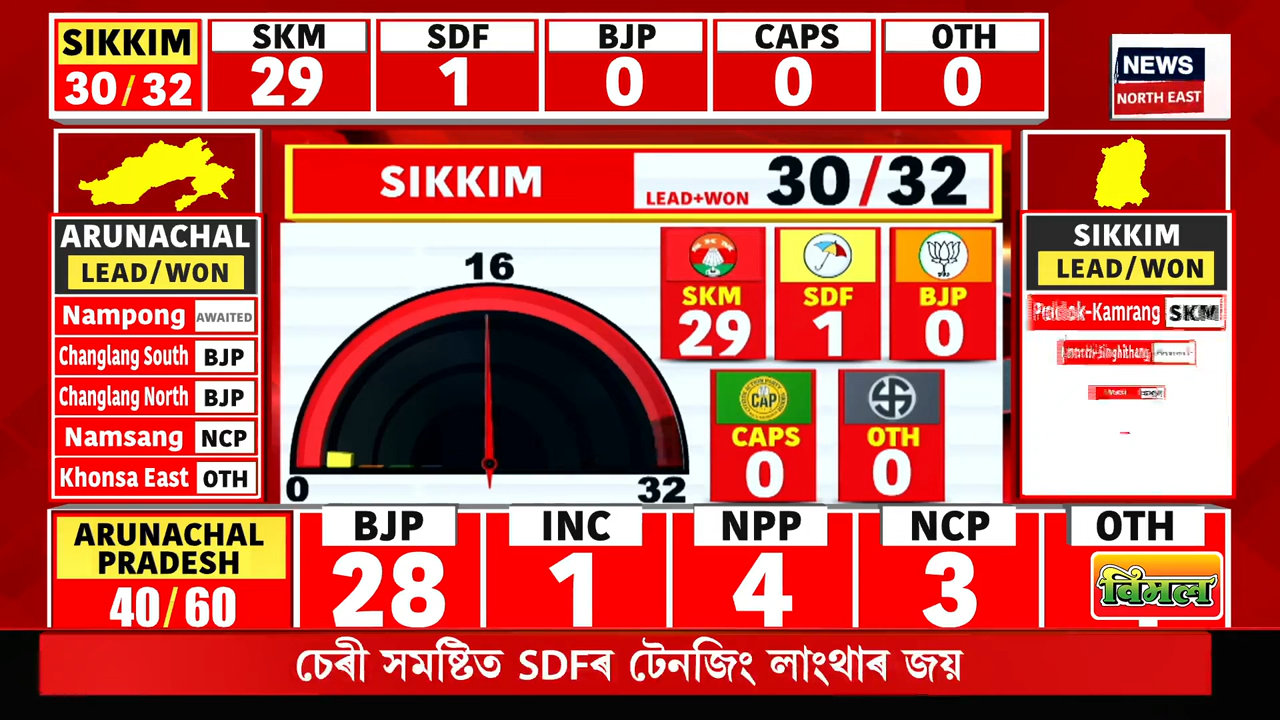 SIKKIM
30/32
SKM
29
SDF
1
BJP
0
CAPS
0
OTH
0
NEWS
NORTH EAST
SIKKIM
LEAD+WON 30/32
ARUNACHAL
LEAD/WON
Nampong AWAITED
Changlang South BJP
Changlang North BJP
Namsang NCP
Khonsa East OTH
16
0
32
SKM
29
SDF
1
BJP
0
CAP
CAPS
0
OTH
0
SIKKIM
LEAD/WON
-Kamrang SKM
ARUNACHAL
PRADESH
40/60
BJP
28
INC
1
NPP
4
NCP
3
OTH
বিমল
চেৰী সমষ্টিত SDFৰ টেনজিং লাংথাৰ জয়